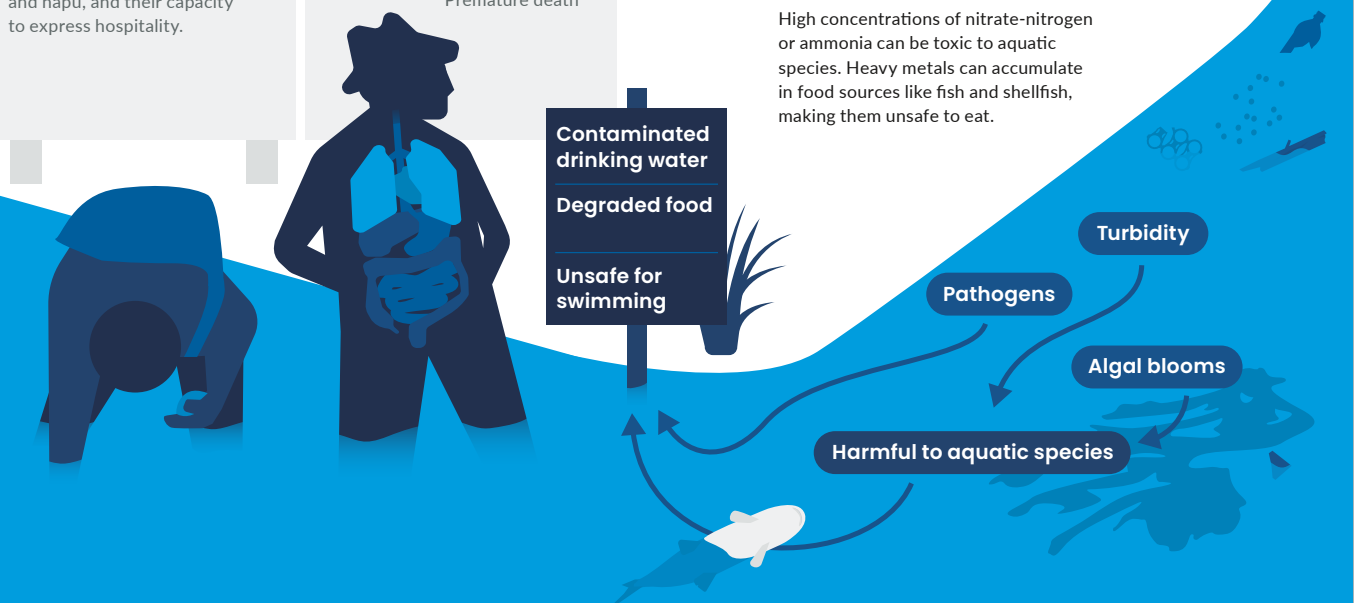 and hapu, and their capacity
to express hospitality.
Premature death
High concentrations of nitrate-nitrogen
or ammonia can be toxic to aquatic
species. Heavy metals can accumulate
in food sources like fish and shellfish,
making them unsafe to eat.
Contaminated
drinking water
Degraded food
Unsafe for
swimming
Turbidity
Pathogens
Algal blooms
Harmful to aquatic species